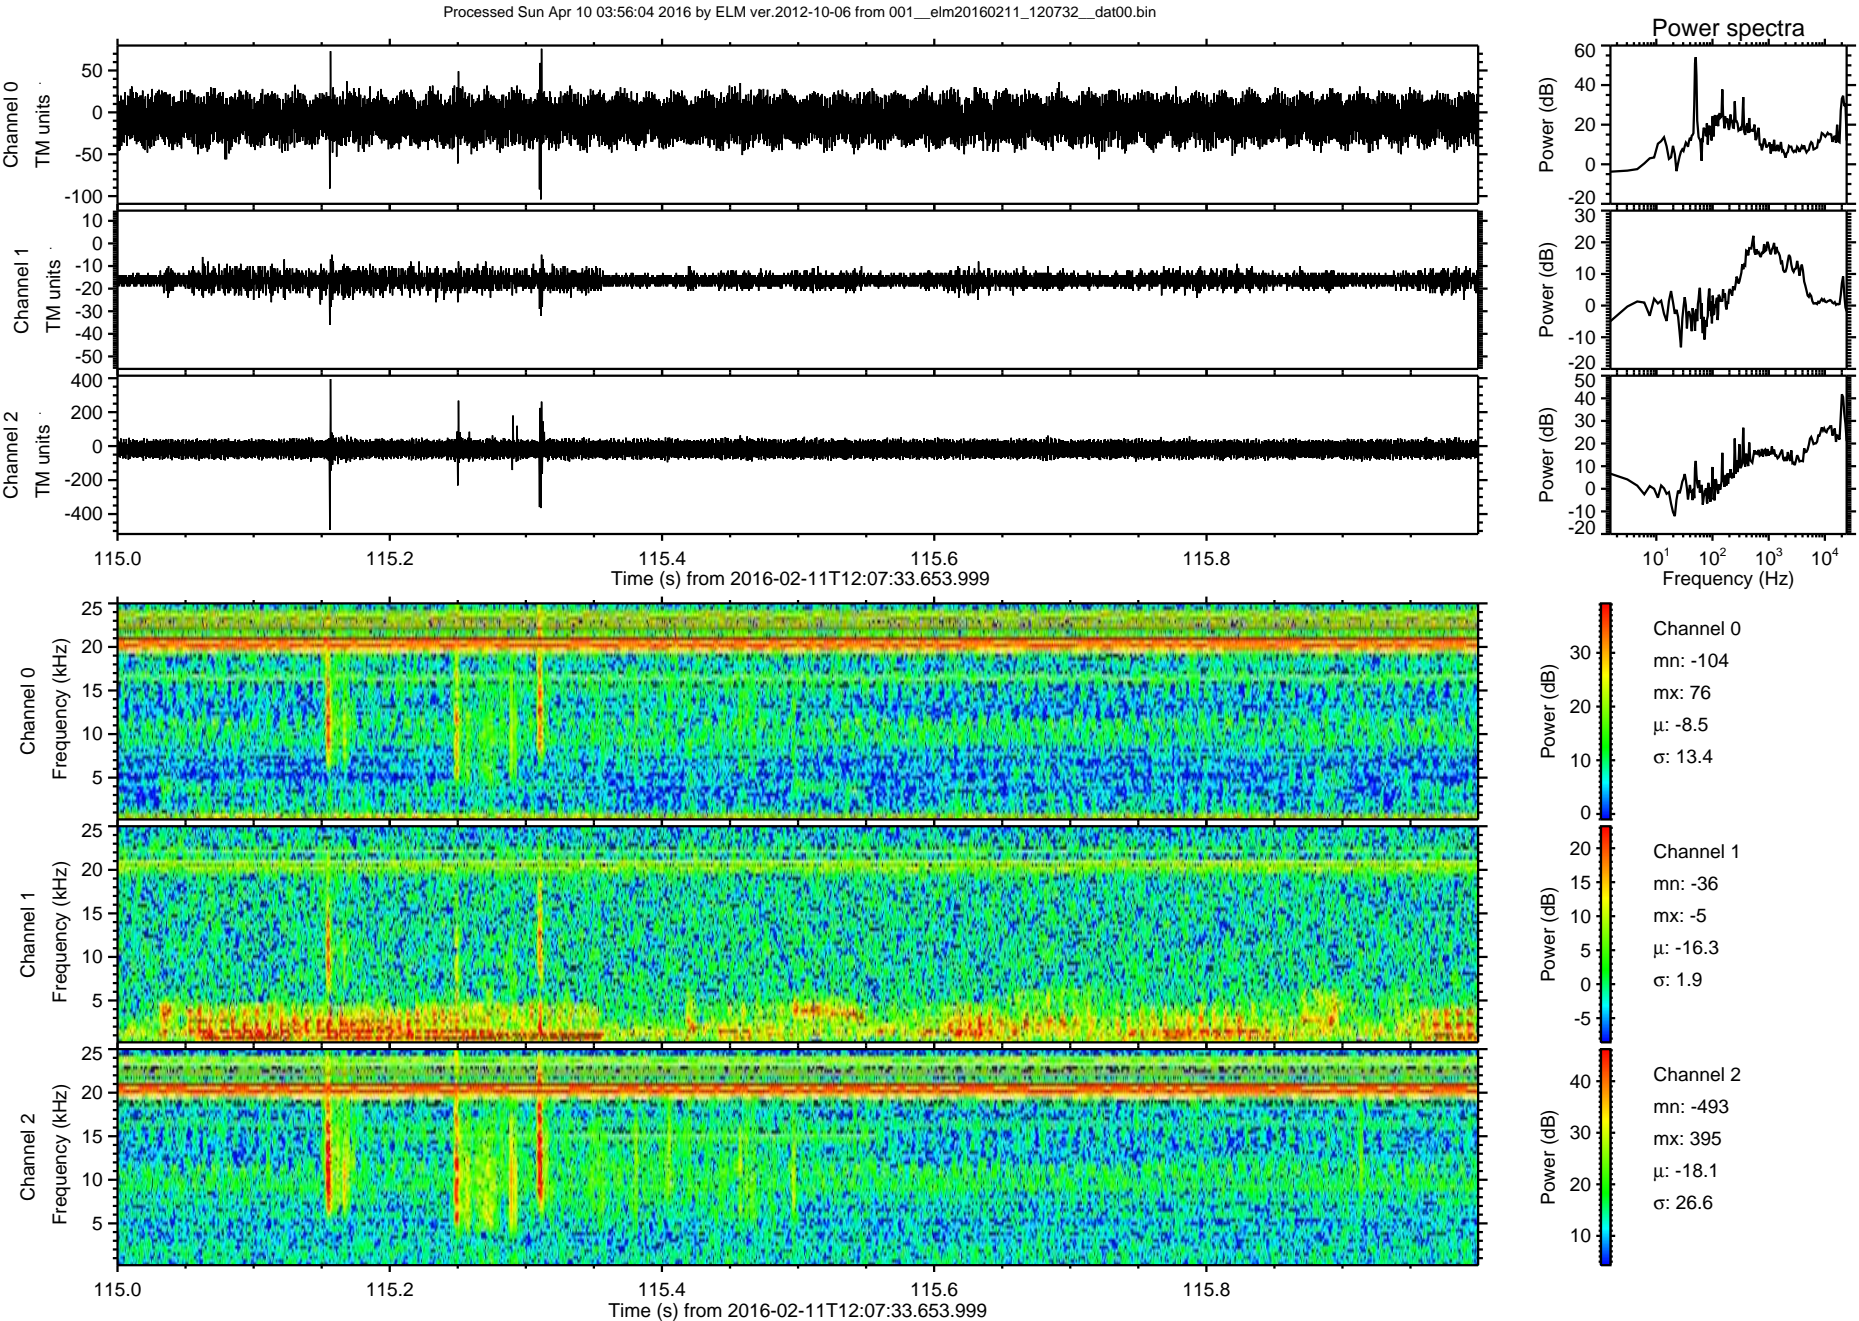 Processed Sun Apr 10 03:56:04 2016 by ELM ver.2012-10-06 from 001__elm20160211_120732__dat00.bin
Power spectra
Channel 0
TM units
50
0
-50
-100
Power (dB)
60
40
20
0
-20
Channel 1
TM units
10
0
-10
-20
-30
-40
-50
Power (dB)
30
20
10
0
-10
-20
Channel 2
TM units
400
200
0
-200
-400
Power (dB)
50
40
30
20
10
0
-10
-20
115.0 115.2 115.4 115.6 115.8
Time (s) from 2016-02-11T12:07:33.653.999
10^1 10^2 10^3 10^4
Frequency (Hz)
Channel 0
Frequency (kHz)
25
20
15
10
5
Power (dB)
30
20
10
0
Channel 0
mn: -104
mx: 76
μ: -8.5
σ: 13.4
Channel 1
Frequency (kHz)
25
20
15
10
5
Power (dB)
20
15
10
5
0
-5
Channel 1
mn: -36
mx: -5
μ: -16.3
σ: 1.9
Channel 2
Frequency (kHz)
25
20
15
10
5
Power (dB)
40
30
20
10
Channel 2
mn: -493
mx: 395
μ: -18.1
σ: 26.6
115.0 115.2 115.4 115.6 115.8
Time (s) from 2016-02-11T12:07:33.653.999